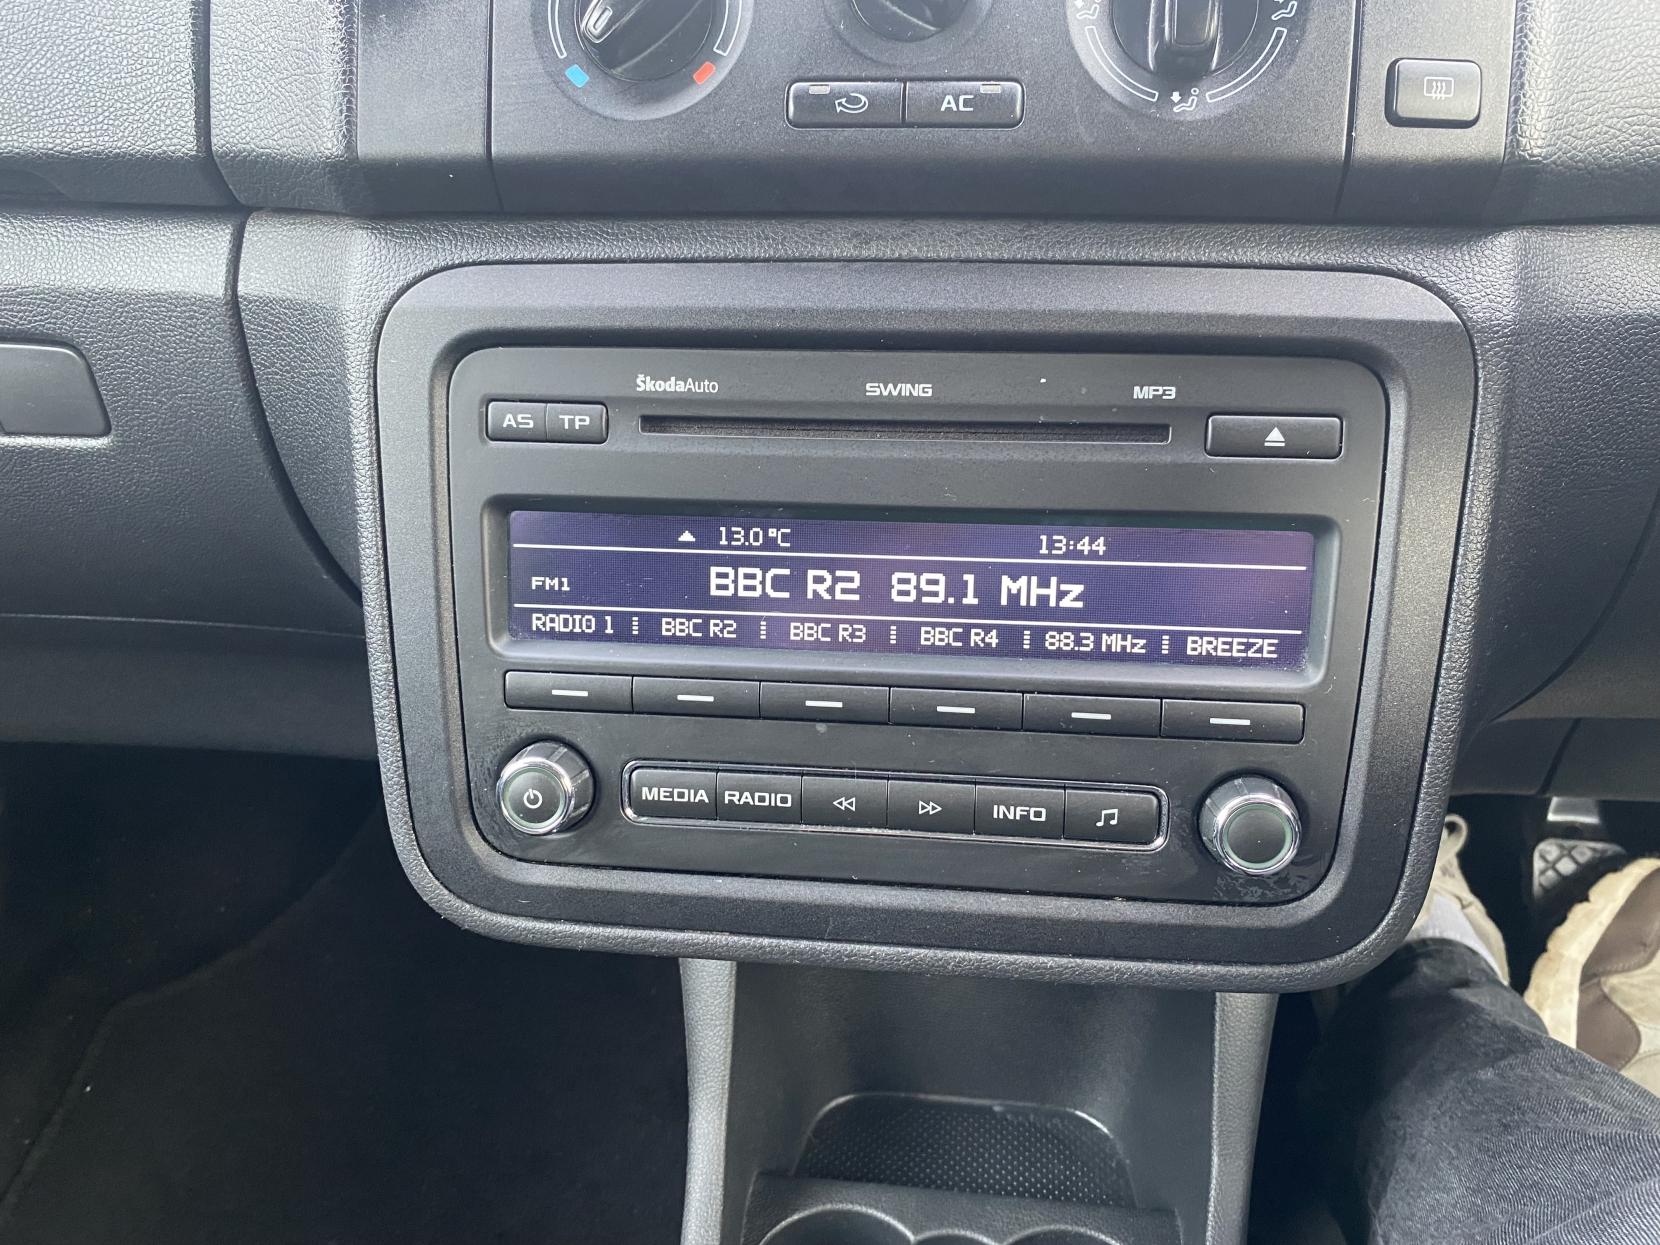 AC
ŠkodaAuto SWING MP3
AS TP
13.0 °C 13:44
FM1 BBC R2 89.1 MHz
RADIO 1 BBC R2 BBC R3 BBC R4 88.3 MHz BREEZE
MEDIA RADIO INFO